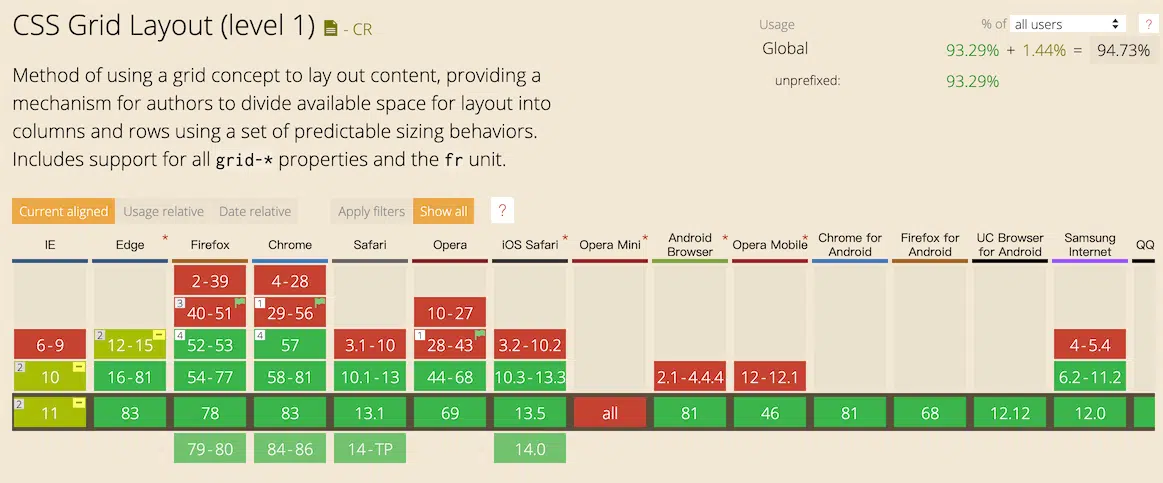 CSS Grid Layout (level 1) - CR
Usage % of all users ?
Global 93.29% + 1.44% = 94.73%
unprefixed: 93.29%
Method of using a grid concept to lay out content, providing a
mechanism for authors to divide available space for layout into
columns and rows using a set of predictable sizing behaviors.
Includes support for all grid-* properties and the fr unit.
Current aligned Usage relative Date relative Apply filters Show all ?
IE Edge * Firefox Chrome Safari Opera iOS Safari * Opera Mini * Android Browser * Opera Mobile * Chrome for Android Firefox for Android UC Browser for Android Samsung Internet QQ
2-39 4-28
3 40-51 1 29-56 10-27
6-9 2 12-15 4 52-53 4 57 3.1-10 1 28-43 3.2-10.2 4-5.4
2 10 16-81 54-77 58-81 10.1-13 44-68 10.3-13.3 2.1-4.4.4 12-12.1 6.2-11.2
2 11 83 78 83 13.1 69 13.5 all 81 46 81 68 12.12 12.0
79-80 84-86 14-TP 14.0